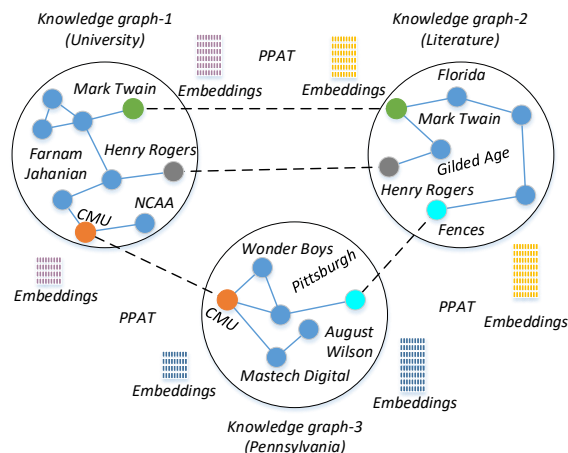 Knowledge graph-1
(University)
PPAT
Knowledge graph-2
(Literature)
Embeddings
Embeddings
Mark Twain
Farnam
Jahanian
Henry Rogers
CMU
NCAA
Florida
Mark Twain
Gilded Age
Henry Rogers
Fences
Embeddings
PPAT
Wonder Boys
Pittsburgh
CMU
August
Wilson
Mastech Digital
PPAT
Embeddings
Embeddings
Embeddings
Knowledge graph-3
(Pennsylvania)